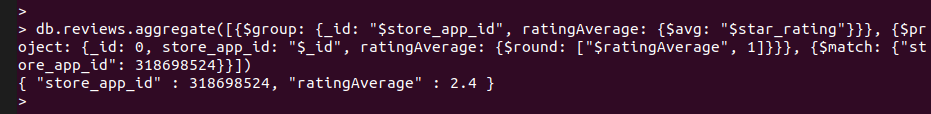 >
> db.reviews.aggregate([{$group: {_id: "$store_app_id", ratingAverage: {$avg: "$star_rating"}}}, {$pr
oject: {_id: 0, store_app_id: "$_id", ratingAverage: {$round: ["$ratingAverage", 1]}}}, {$match: {"st
ore_app_id": 318698524}}])
{ "store_app_id" : 318698524, "ratingAverage" : 2.4 }
>